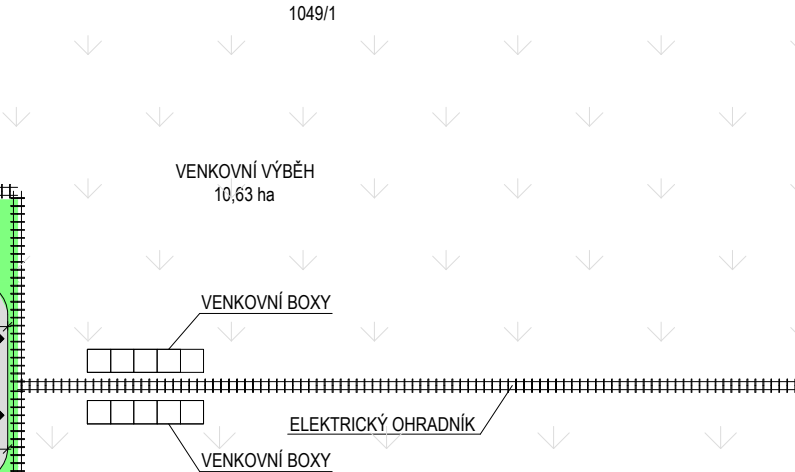 1049/1
VENKOVNÍ VÝBĚH
10,63 ha
VENKOVNÍ BOXY
ELEKTRICKÝ OHRADNÍK
VENKOVNÍ BOXY